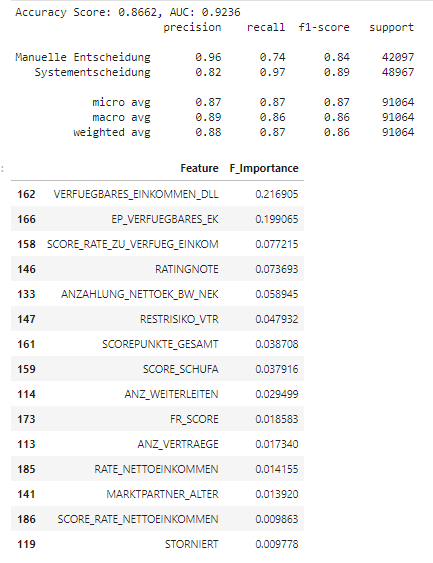 Accuracy Score: 0.8662, AUC: 0.9236
precision recall f1-score support
Manuelle Entscheidung 0.96 0.74 0.84 42097
Systementscheidung 0.82 0.97 0.89 48967
micro avg 0.87 0.87 0.87 91064
macro avg 0.89 0.86 0.86 91064
weighted avg 0.88 0.87 0.86 91064
:
Feature F_Importance
162 VERFUEGBARES_EINKOMMEN_DLL 0.216905
166 EP_VERFUEGBARES_EK 0.199065
158 SCORE_RATE_ZU_VERFUEG_EINKOM 0.077215
146 RATINGNOTE 0.073693
133 ANZAHLUNG_NETTOEK_BW_NEK 0.058945
147 RESTRISIKO_VTR 0.047932
161 SCOREPUNKTE_GESAMT 0.038708
159 SCORE_SCHUFA 0.037916
114 ANZ_WEITERLEITEN 0.029499
173 FR_SCORE 0.018583
113 ANZ_VERTRAEGE 0.017340
185 RATE_NETTOEINKOMMEN 0.014155
141 MARKTPARTNER_ALTER 0.013920
186 SCORE_RATE_NETTOEINKOMMEN 0.009863
119 STORNIERT 0.009778